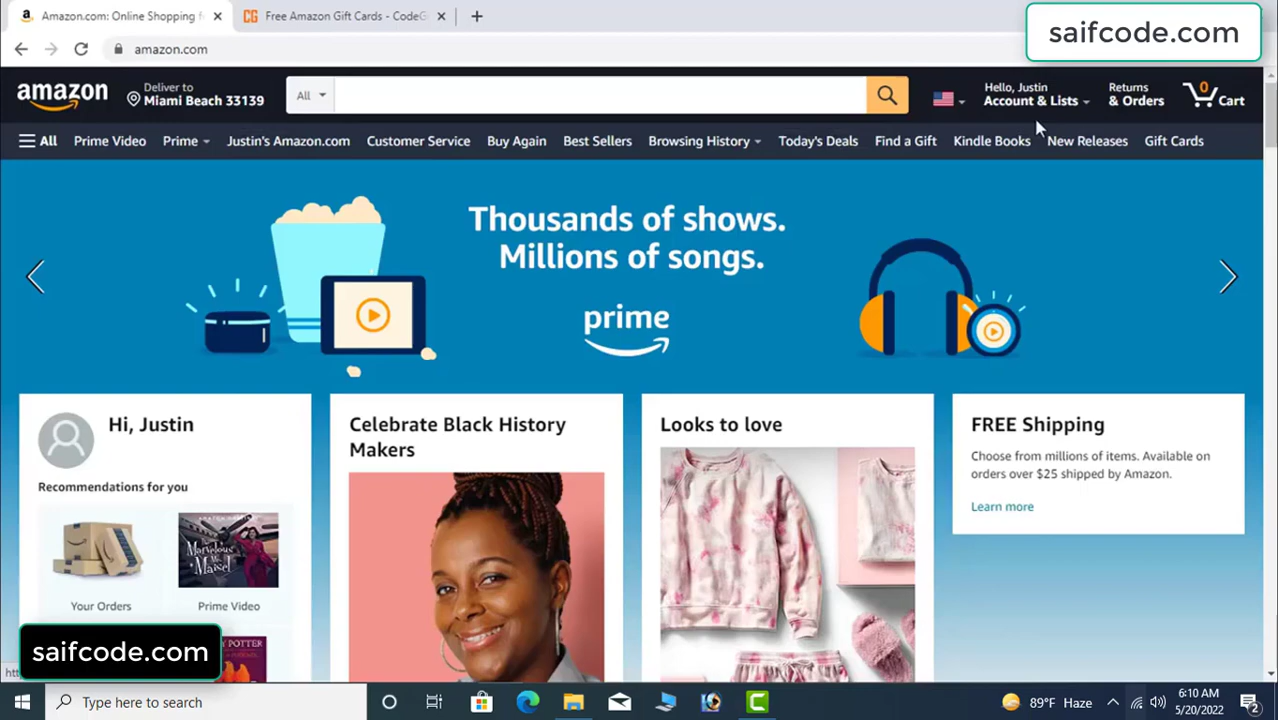 Amazon.com: Online Shopping f
CG Free Amazon Gift Cards - CodeG
saifcode.com
amazon.com
amazon
Deliver to
Miami Beach 33139
All
Hello, Justin
Account & Lists
Returns
& Orders
0
Cart
All
Prime Video
Prime
Justin's Amazon.com
Customer Service
Buy Again
Best Sellers
Browsing History
Today's Deals
Find a Gift
Kindle Books
New Releases
Gift Cards
Thousands of shows.
Millions of songs.
prime
Hi, Justin
Recommendations for you
Your Orders
Marvelous
Mrs.
Maisel
Prime Video
Celebrate Black History
Makers
Looks to love
FREE Shipping
Choose from millions of items. Available on
orders over $25 shipped by Amazon.
Learn more
saifcode.com
Type here to search
89°F Haze
6:10 AM
5/20/2022
2